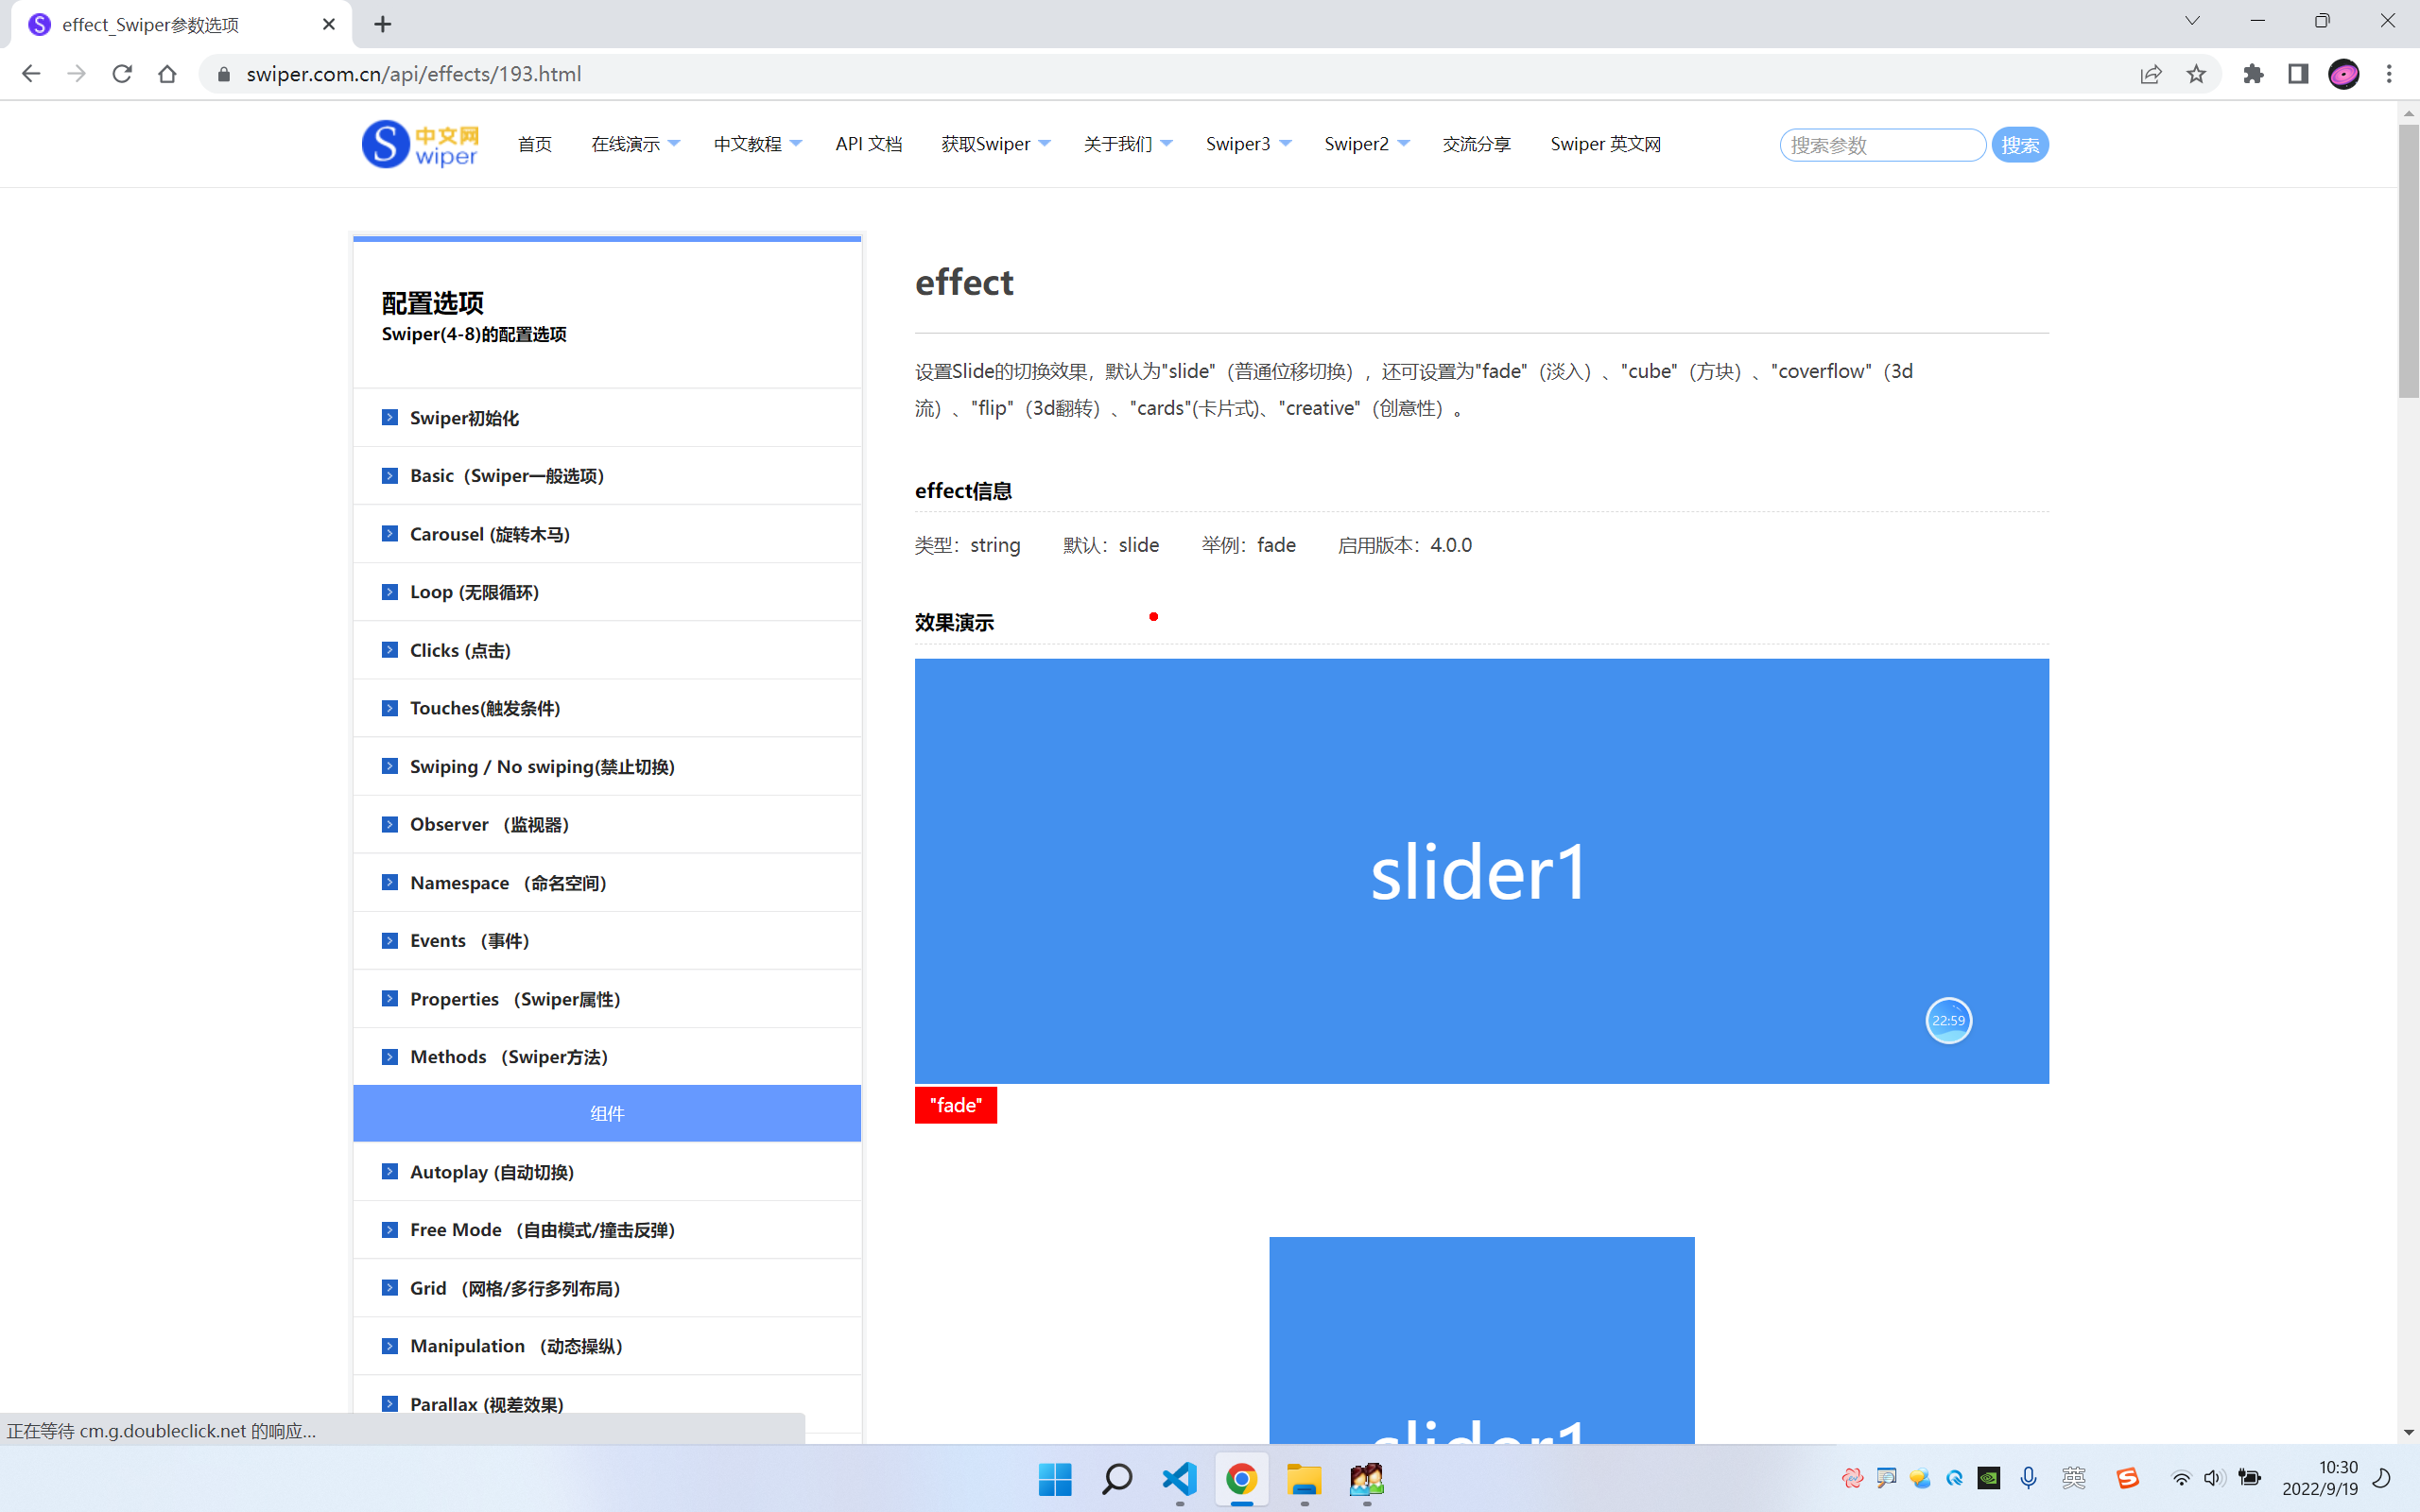 effect_Swiper参数选项
swiper.com.cn/api/effects/193.html
S 中文网
wiper
首页 在线演示 中文教程 API 文档 获取Swiper 关于我们 Swiper3 Swiper2 交流分享 Swiper 英文网 搜索参数 搜索
配置选项
Swiper(4-8)的配置选项
Swiper初始化
Basic（Swiper一般选项）
Carousel (旋转木马)
Loop (无限循环)
Clicks (点击)
Touches(触发条件)
Swiping / No swiping(禁止切换)
Observer （监视器）
Namespace （命名空间）
Events （事件）
Properties （Swiper属性）
Methods （Swiper方法）
组件
Autoplay (自动切换)
Free Mode （自由模式/撞击反弹）
Grid （网格/多行多列布局）
Manipulation （动态操纵）
Parallax (视差效果)
effect
设置Slide的切换效果，默认为"slide"（普通位移切换），还可设置为"fade"（淡入）、"cube"（方块）、"coverflow"（3d
流）、"flip"（3d翻转）、"cards"(卡片式)、"creative"（创意性）。
effect信息
类型：string 默认：slide 举例：fade 启用版本：4.0.0
效果演示
slider1
22:59
"fade"
slider1
正在等待 cm.g.doubleclick.net 的响应...
英
10:30
2022/9/19